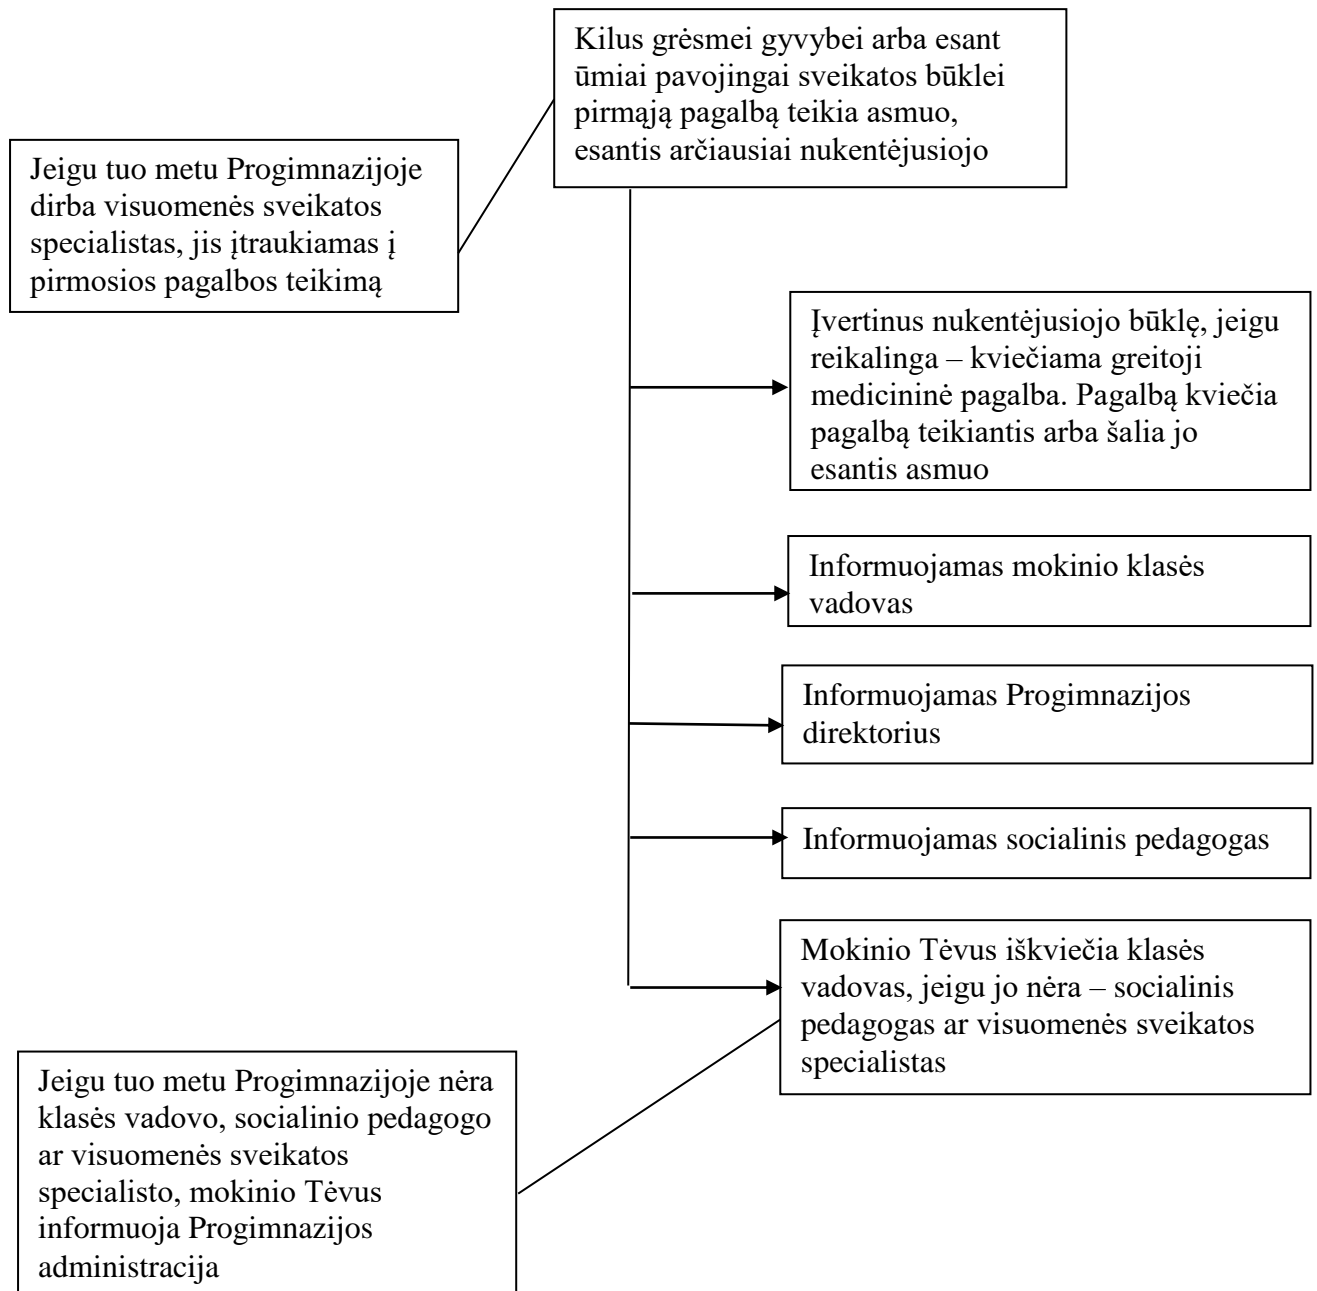 Kilus grėsmei gyvybei arba esant
ūmiai pavojingai sveikatos būklei
pirmąją pagalbą teikia asmuo,
esantis arčiausiai nukentėjusiojo
Jeigu tuo metu Progimnazijoje
dirba visuomenės sveikatos
specialistas, jis įtraukiamas į
pirmosios pagalbos teikimą
Įvertinus nukentėjusiojo būklę, jeigu
reikalinga – kviečiama greitoji
medicininė pagalba. Pagalbą kviečia
pagalbą teikiantis arba šalia jo
esantis asmuo
Informuojamas mokinio klasės
vadovas
Informuojamas Progimnazijos
direktorius
Informuojamas socialinis pedagogas
Mokinio Tėvus iškviečia klasės
vadovas, jeigu jo nėra – socialinis
pedagogas ar visuomenės sveikatos
specialistas
Jeigu tuo metu Progimnazijoje nėra
klasės vadovo, socialinio pedagogo
ar visuomenės sveikatos
specialisto, mokinio Tėvus
informuoja Progimnazijos
administracija